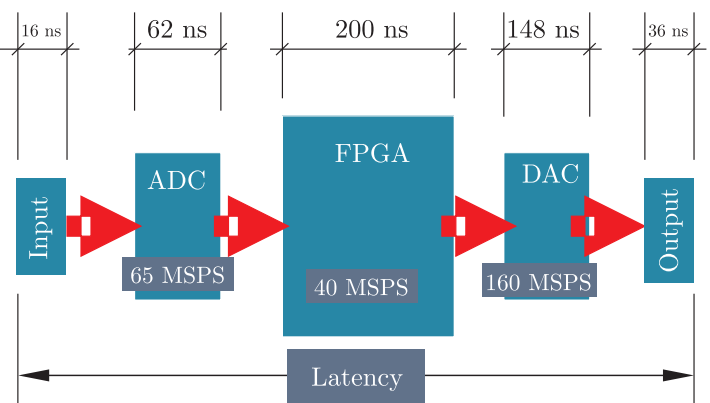 16 ns
62 ns
200 ns
148 ns
36 ns
Input
ADC
65 MSPS
FPGA
40 MSPS
DAC
160 MSPS
Output
Latency